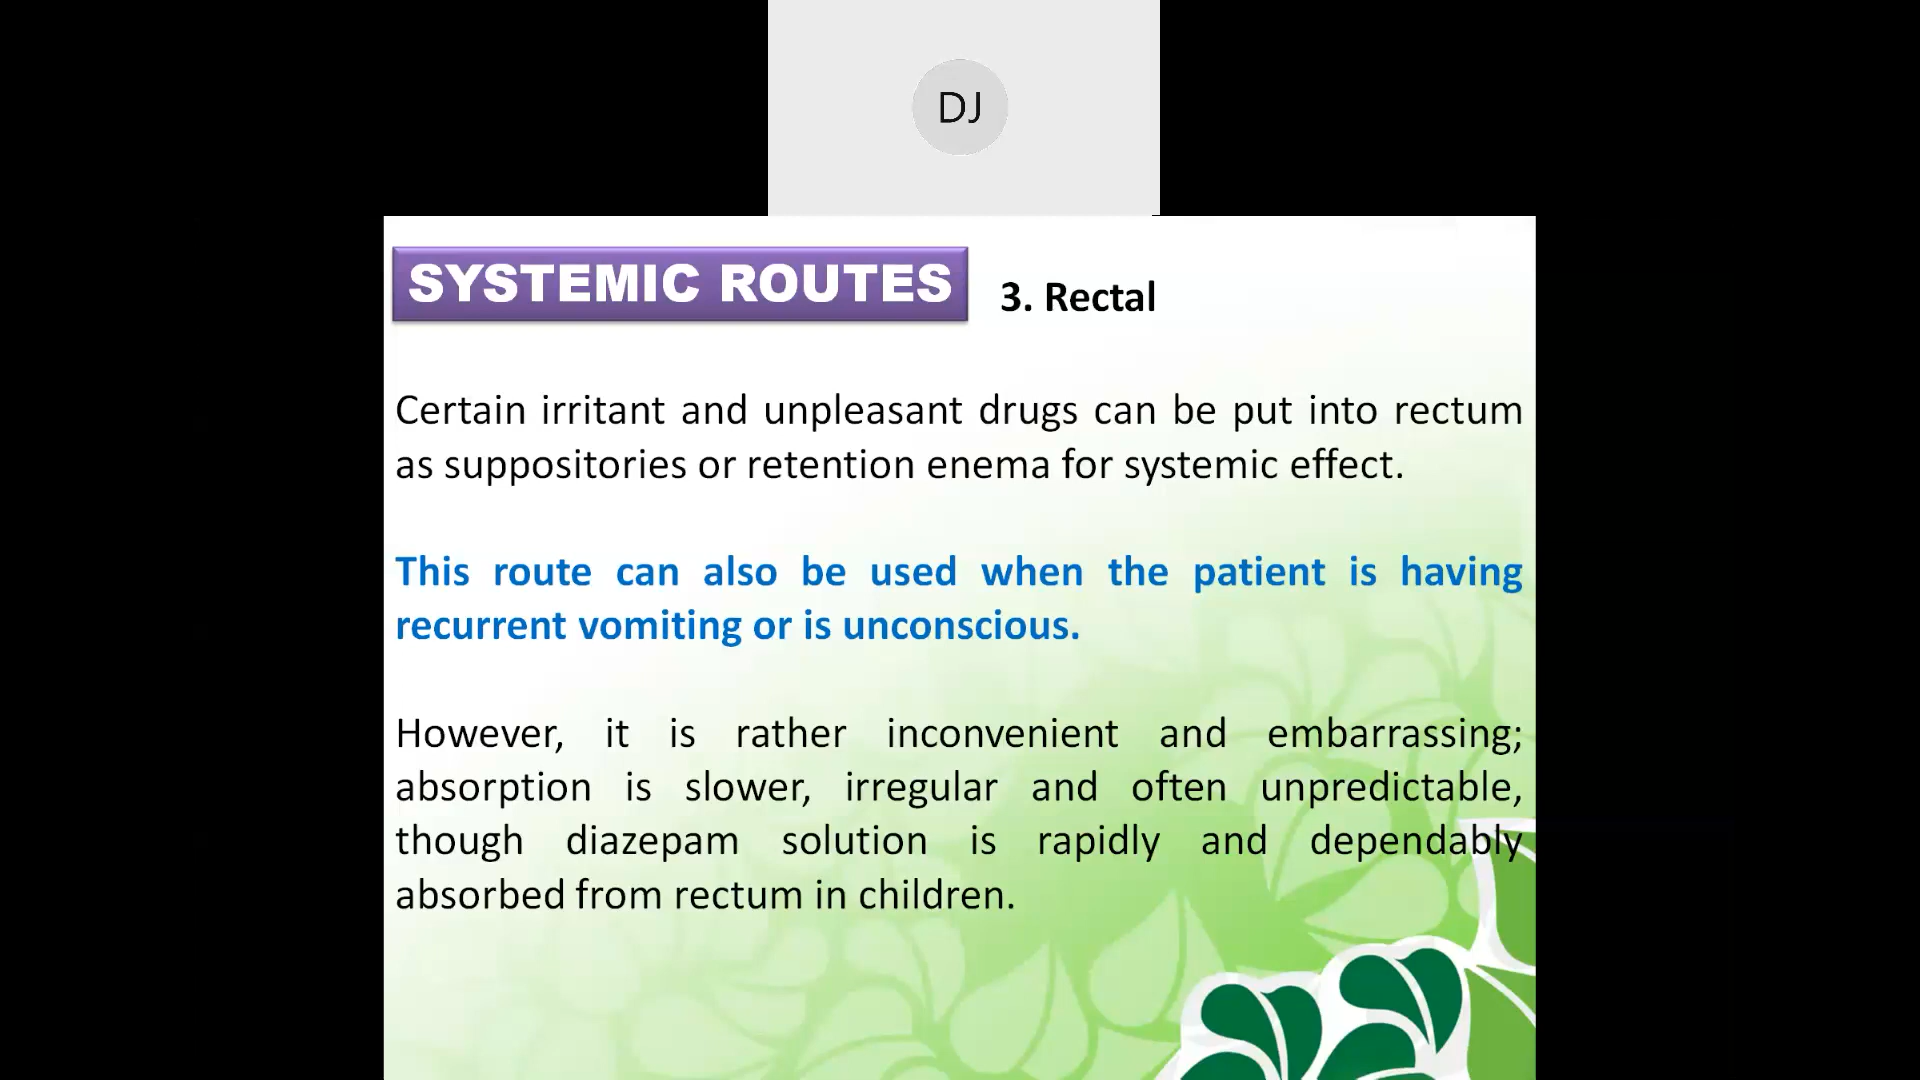 DJ
SYSTEMIC ROUTES
3. Rectal
Certain irritant and unpleasant drugs can be put into rectum
as suppositories or retention enema for systemic effect.
This route can also be used when the patient is having
recurrent vomiting or is unconscious.
However, it is rather inconvenient and embarrassing;
absorption is slower, irregular and often unpredictable,
though diazepam solution is rapidly and dependably
absorbed from rectum in children.